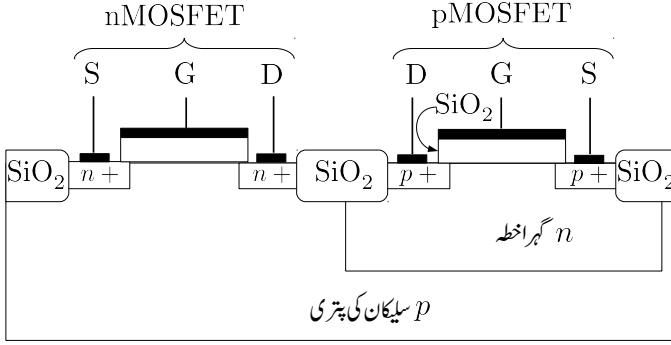 nMOSFET pMOSFET
S G D D G S
SiO₂
SiO₂ n+ n+ SiO₂ p+ p+ SiO₂
n گہرا خطہ
p سلیکان کی پتری